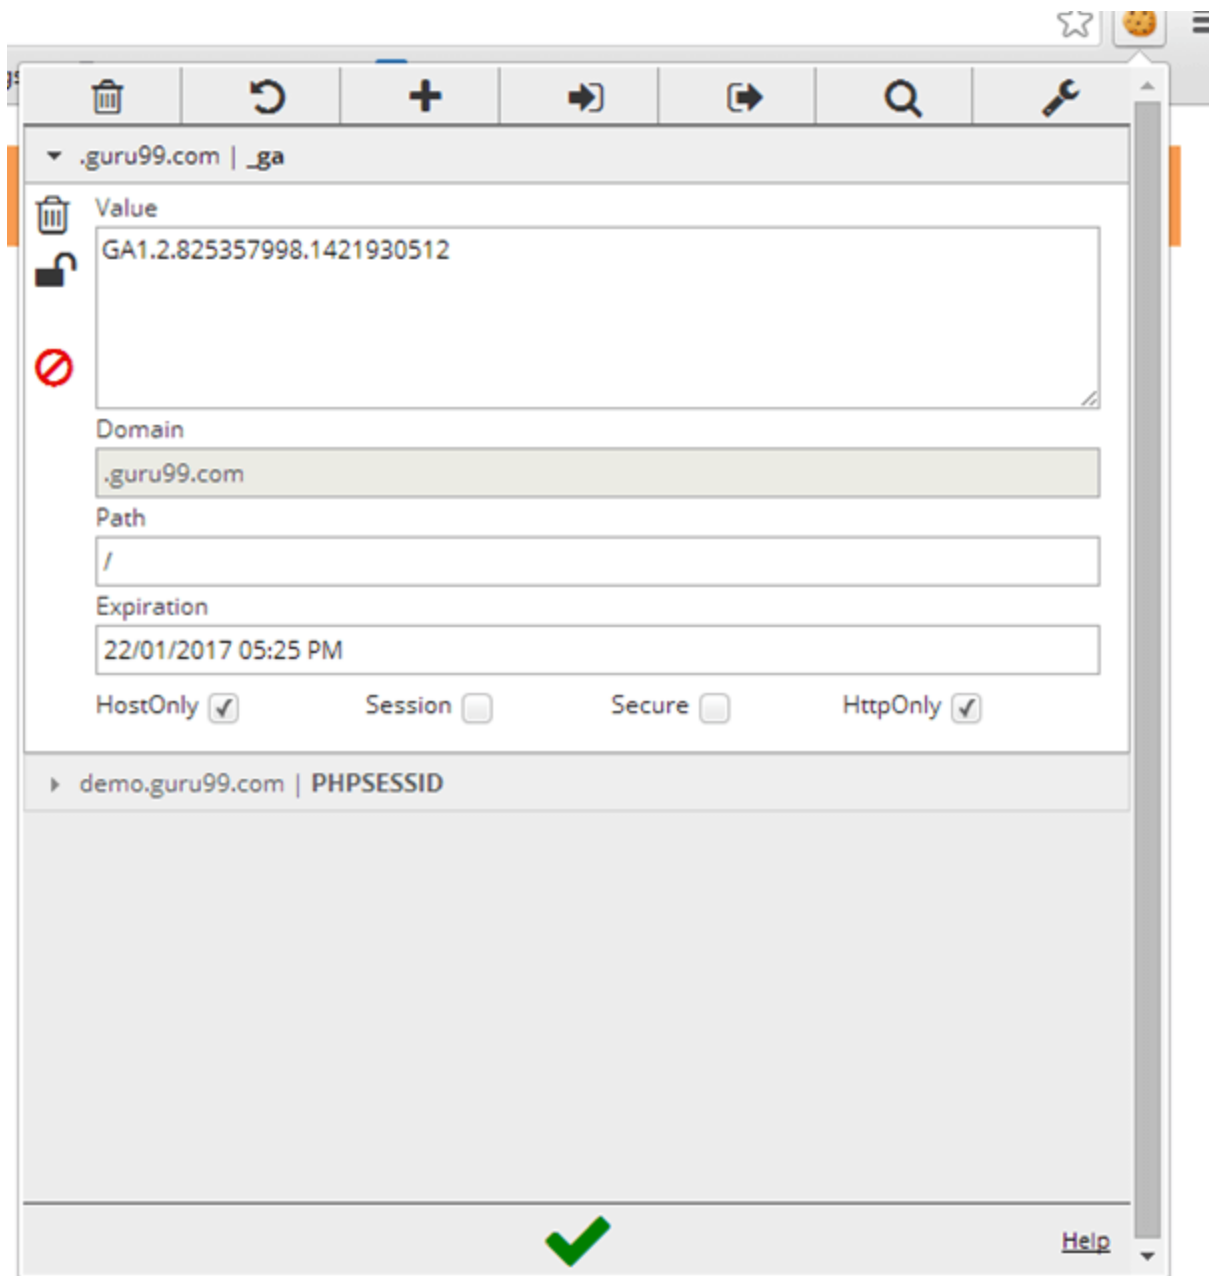 .guru99.com | _ga
Value
GA1.2.825357998.1421930512
Domain
.guru99.com
Path
/
Expiration
22/01/2017 05:25 PM
HostOnly Session Secure HttpOnly
demo.guru99.com | PHPSESSID
Help